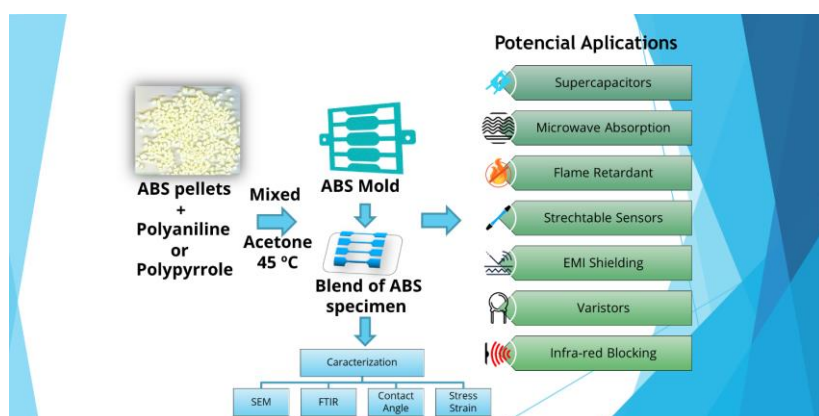 ABS pellets
+
Polyaniline
or
Polypyrrole
Mixed
Acetone
45 ºC
ABS Mold
Blend of ABS
specimen
Caracterization
SEM
FTIR
Contact
Angle
Stress
Strain
Potencial Aplications
Supercapacitors
Microwave Absorption
Flame Retardant
Strechtable Sensors
EMI Shielding
Varistors
Infra-red Blocking